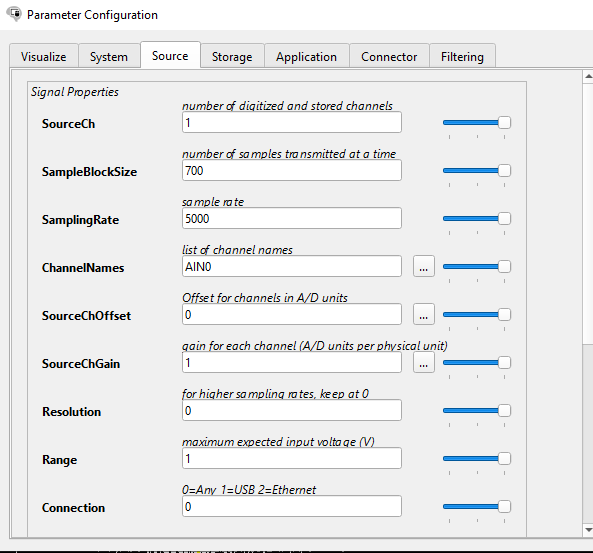 Parameter Configuration
Visualize System Source Storage Application Connector Filtering
Signal Properties
number of digitized and stored channels
SourceCh 1
number of samples transmitted at a time
SampleBlockSize 700
sample rate
SamplingRate 5000
list of channel names
ChannelNames AIN0 ...
Offset for channels in A/D units
SourceChOffset 0 ...
gain for each channel (A/D units per physical unit)
SourceChGain 1 ...
for higher sampling rates, keep at 0
Resolution 0
maximum expected input voltage (V)
Range 1
0=Any 1=USB 2=Ethernet
Connection 0